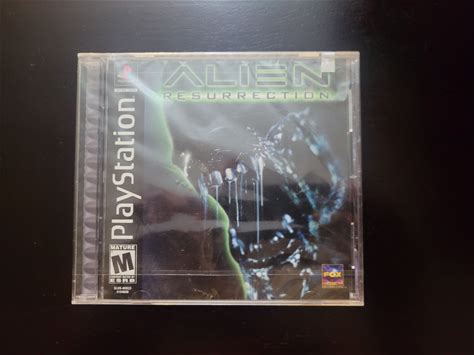 ALIEN
RESURRECTION
PlayStation
MATURE
M
ESRB
FOX